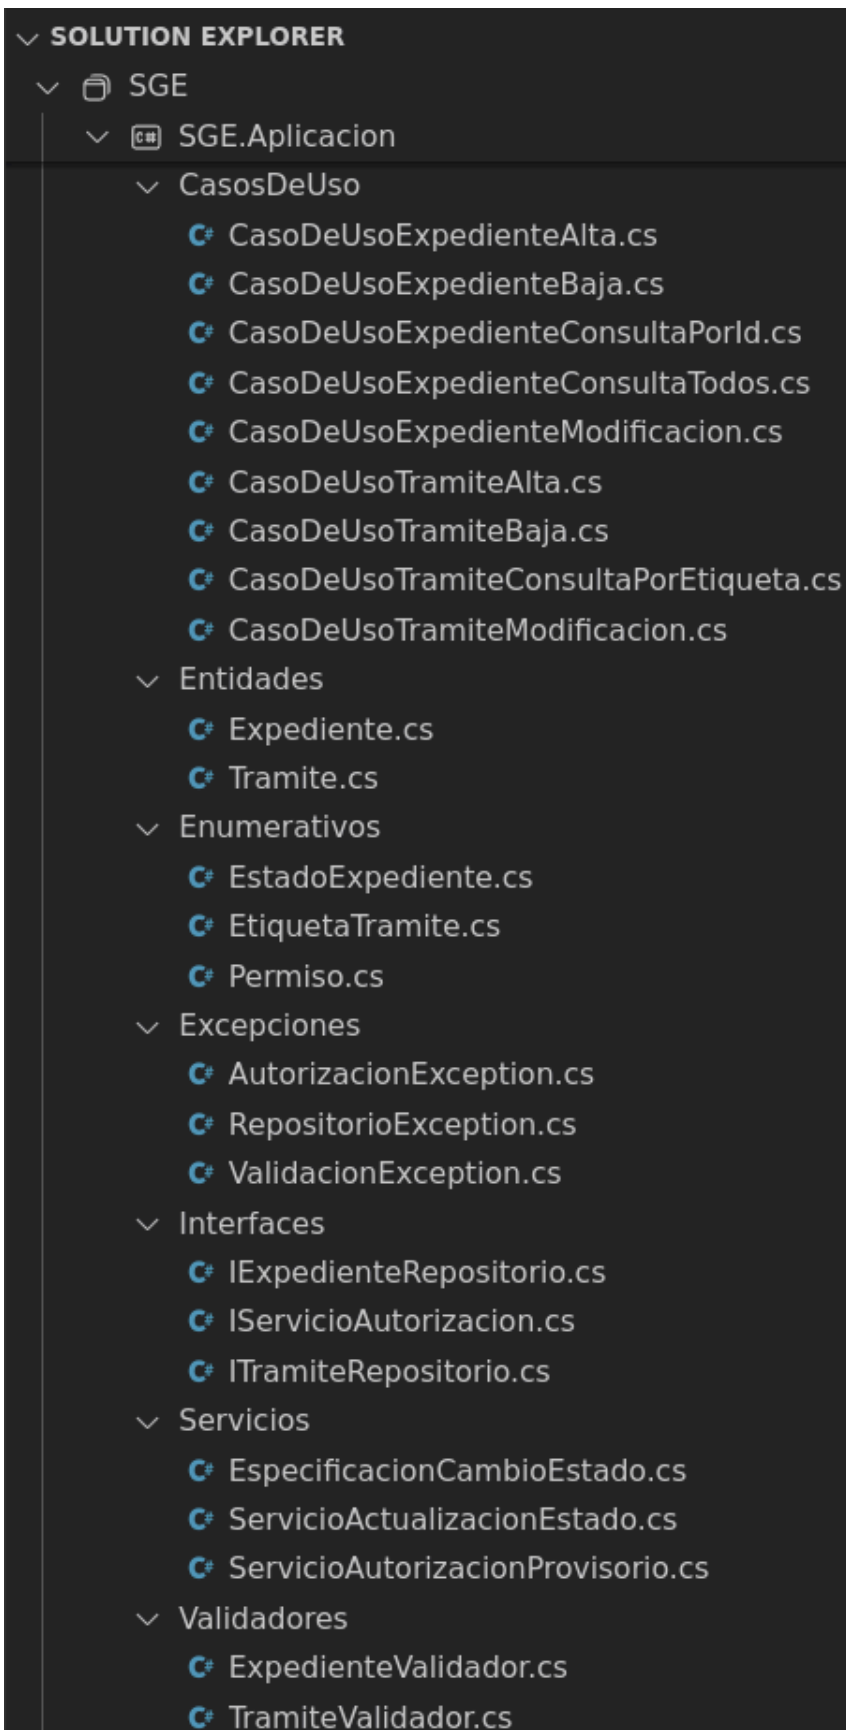 SOLUTION EXPLORER
SGE
C# SGE.Aplicacion
CasosDeUso
C# CasoDeUsoExpedienteAlta.cs
C# CasoDeUsoExpedienteBaja.cs
C# CasoDeUsoExpedienteConsultaPorId.cs
C# CasoDeUsoExpedienteConsultaTodos.cs
C# CasoDeUsoExpedienteModificacion.cs
C# CasoDeUsoTramiteAlta.cs
C# CasoDeUsoTramiteBaja.cs
C# CasoDeUsoTramiteConsultaPorEtiqueta.cs
C# CasoDeUsoTramiteModificacion.cs
Entidades
C# Expediente.cs
C# Tramite.cs
Enumerativos
C# EstadoExpediente.cs
C# EtiquetaTramite.cs
C# Permiso.cs
Excepciones
C# AutorizacionException.cs
C# RepositorioException.cs
C# ValidacionException.cs
Interfaces
C# IExpedienteRepositorio.cs
C# IServicioAutorizacion.cs
C# ITramiteRepositorio.cs
Servicios
C# EspecificacionCambioEstado.cs
C# ServicioActualizacionEstado.cs
C# ServicioAutorizacionProvisorio.cs
Validadores
C# ExpedienteValidador.cs
C# TramiteValidador.cs